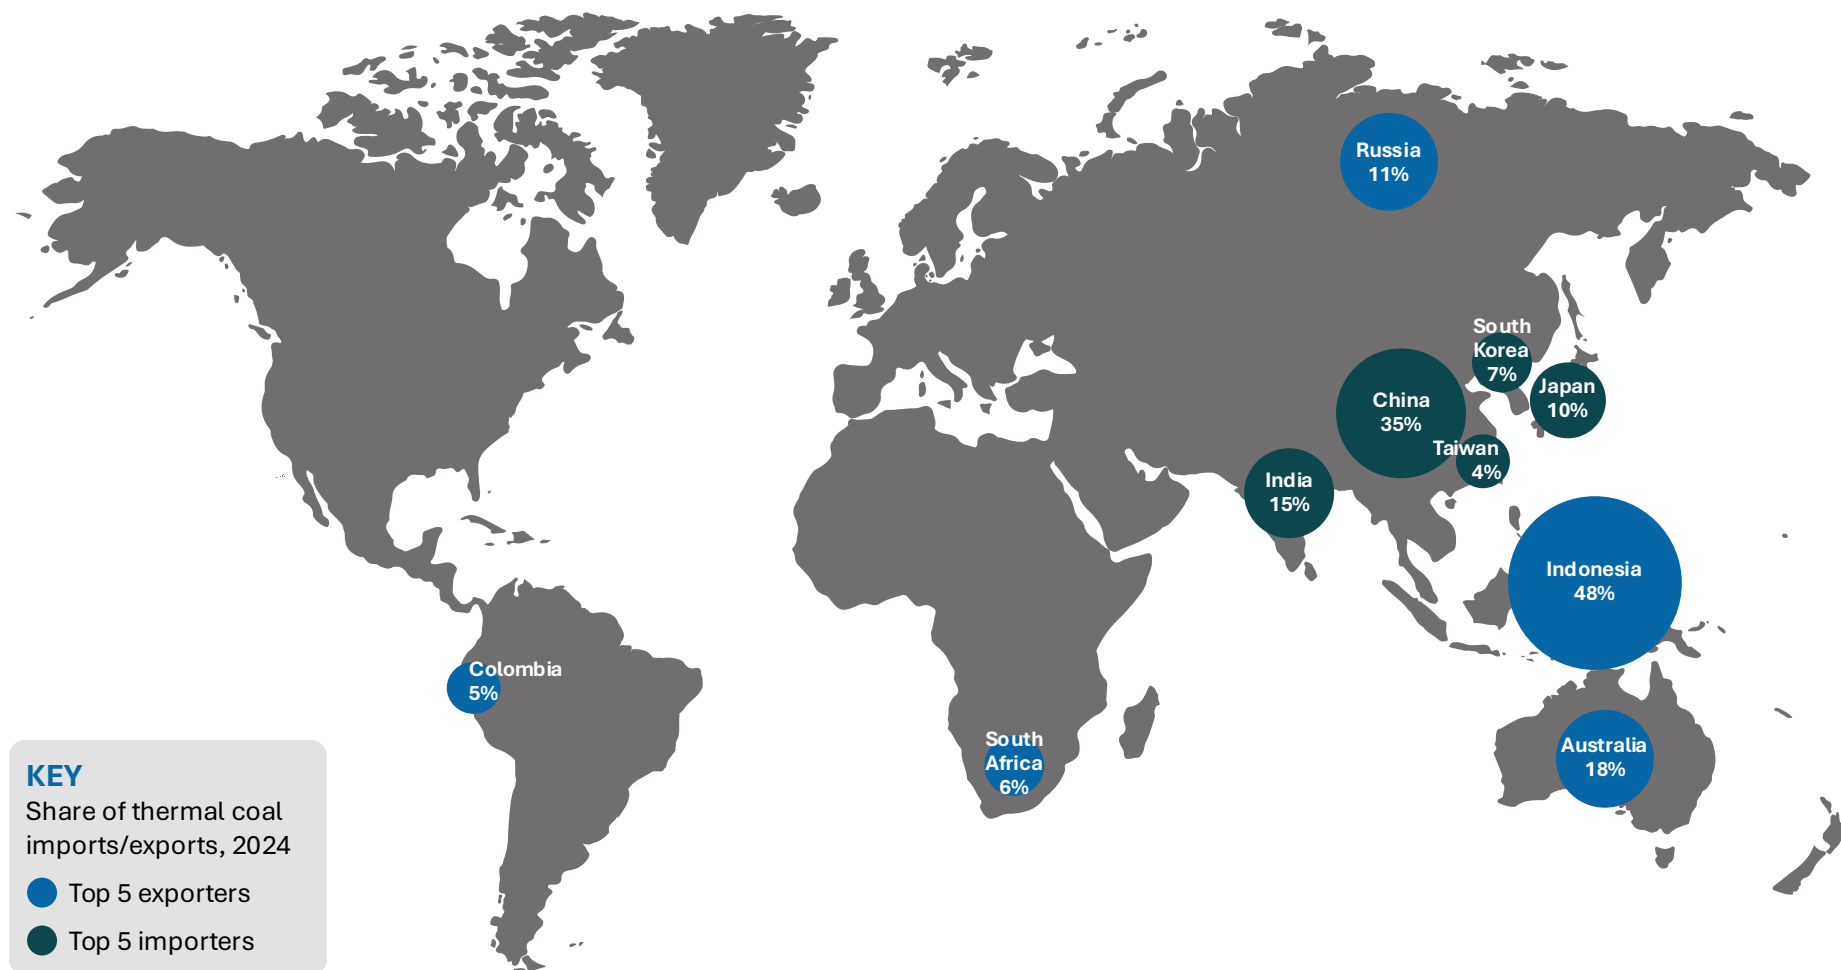 Russia
11%
South
Korea
7%
Japan
10%
China
35%
Taiwan
4%
India
15%
Indonesia
48%
Colombia
5%
South
Africa
6%
Australia
18%
KEY
Share of thermal coal
imports/exports, 2024
Top 5 exporters
Top 5 importers